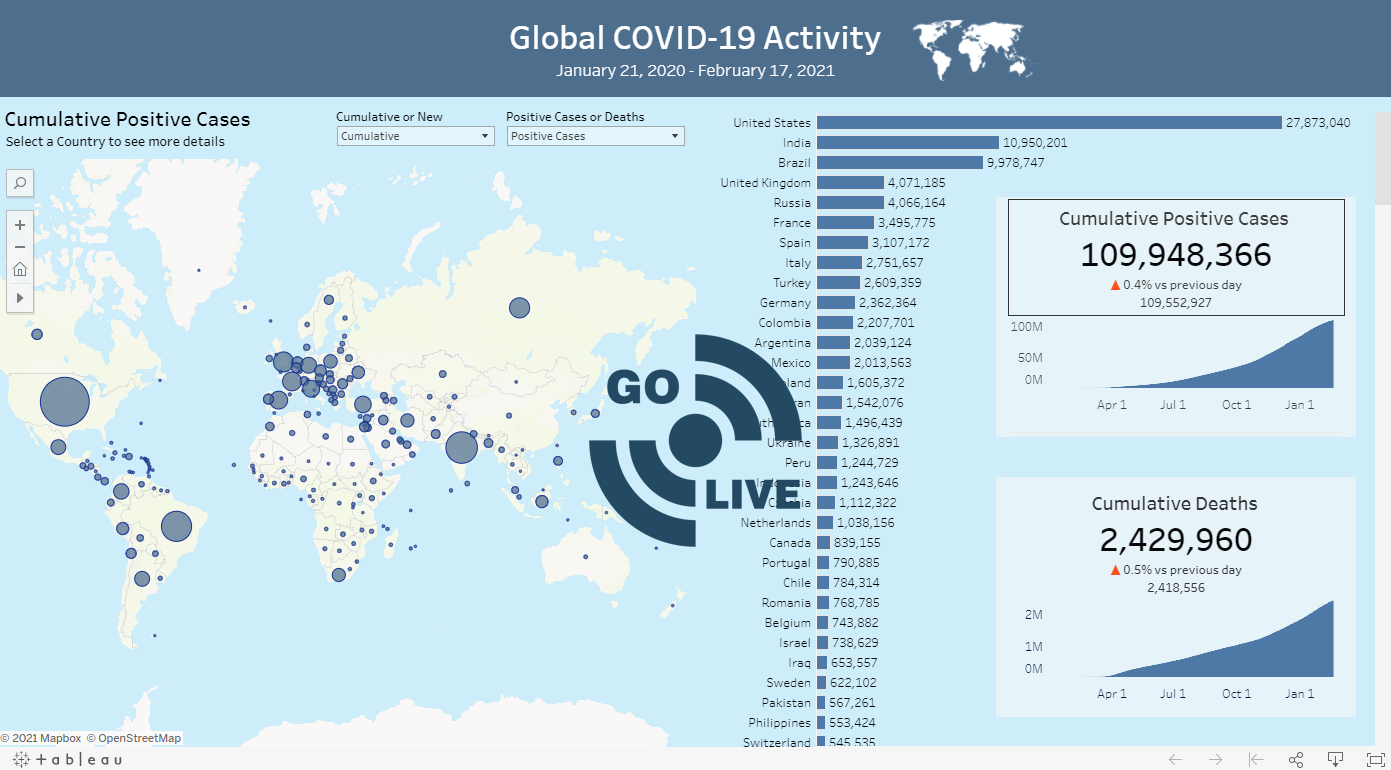 Global COVID-19 Activity
January 21, 2020 - February 17, 2021
Cumulative Positive Cases
Select a Country to see more details
Cumulative or New
Cumulative
Positive Cases or Deaths
Positive Cases
United States 27,873,040
India 10,950,201
Brazil 9,978,747
United Kingdom 4,071,185
Russia 4,066,164
France 3,495,775
Spain 3,107,172
Italy 2,751,657
Turkey 2,609,359
Germany 2,362,364
Colombia 2,207,701
Argentina 2,039,124
Mexico 2,013,563
1,605,372
1,542,076
1,496,439
Ukraine 1,326,891
Peru 1,244,729
1,243,646
1,112,322
Netherlands 1,038,156
Canada 839,155
Portugal 790,885
Chile 784,314
Romania 768,785
Belgium 743,882
Israel 738,629
Iraq 653,557
Sweden 622,102
Pakistan 567,261
Philippines 553,424
Switzerland 545,535
GO
LIVE
Cumulative Positive Cases
109,948,366
▲ 0.4% vs previous day
109,552,927
100M
50M
0M
Apr 1 Jul 1 Oct 1 Jan 1
Cumulative Deaths
2,429,960
▲ 0.5% vs previous day
2,418,556
2M
1M
0M
Apr 1 Jul 1 Oct 1 Jan 1
© 2021 Mapbox © OpenStreetMap
+ a b l e a u